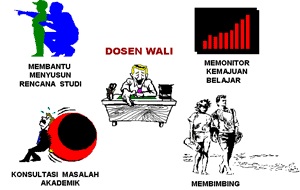 DOSEN WALI
MEMBANTU
MENYUSUN
RENCANA STUDI
MEMONITOR
KEMAJUAN
BELAJAR
KONSULTASI MASALAH
AKADEMIK
MEMBIMBING